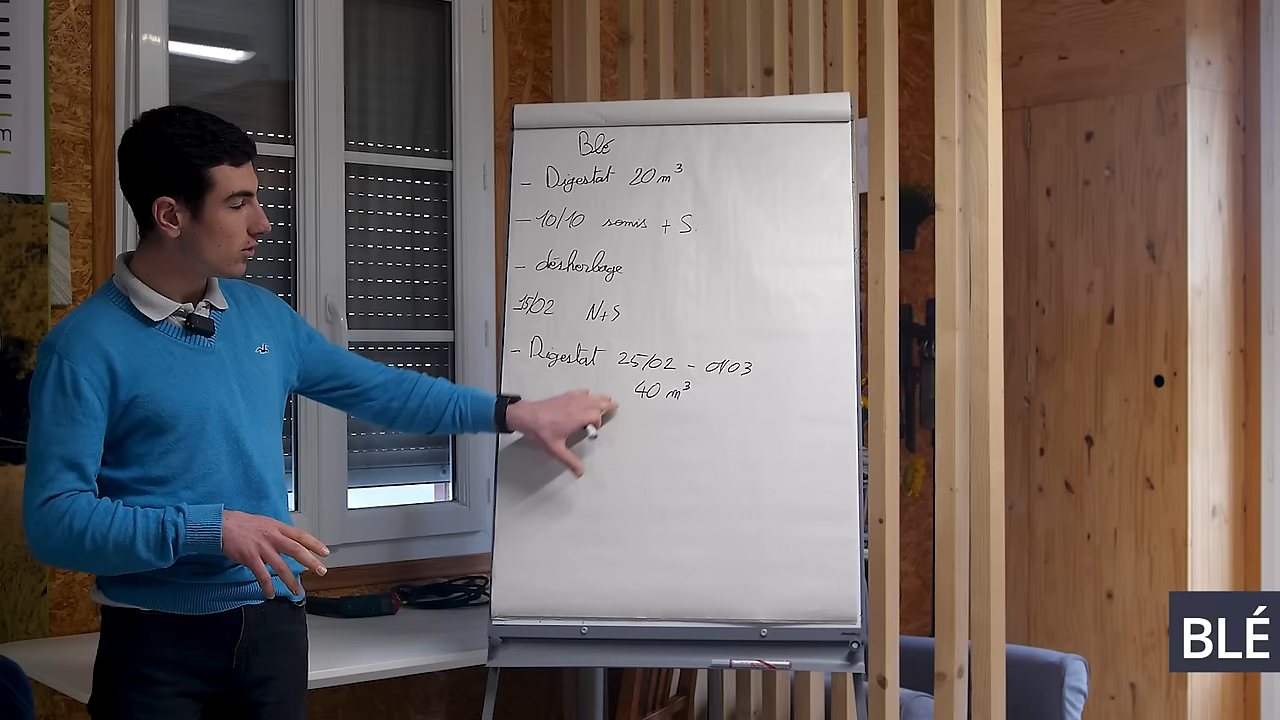 Blé
- Digestat 20 m³
- 10/10 semis + S
- désherbage
15/02 N+S
- Digestat 25/02 - 01/03
40 m³
m
BLÉ